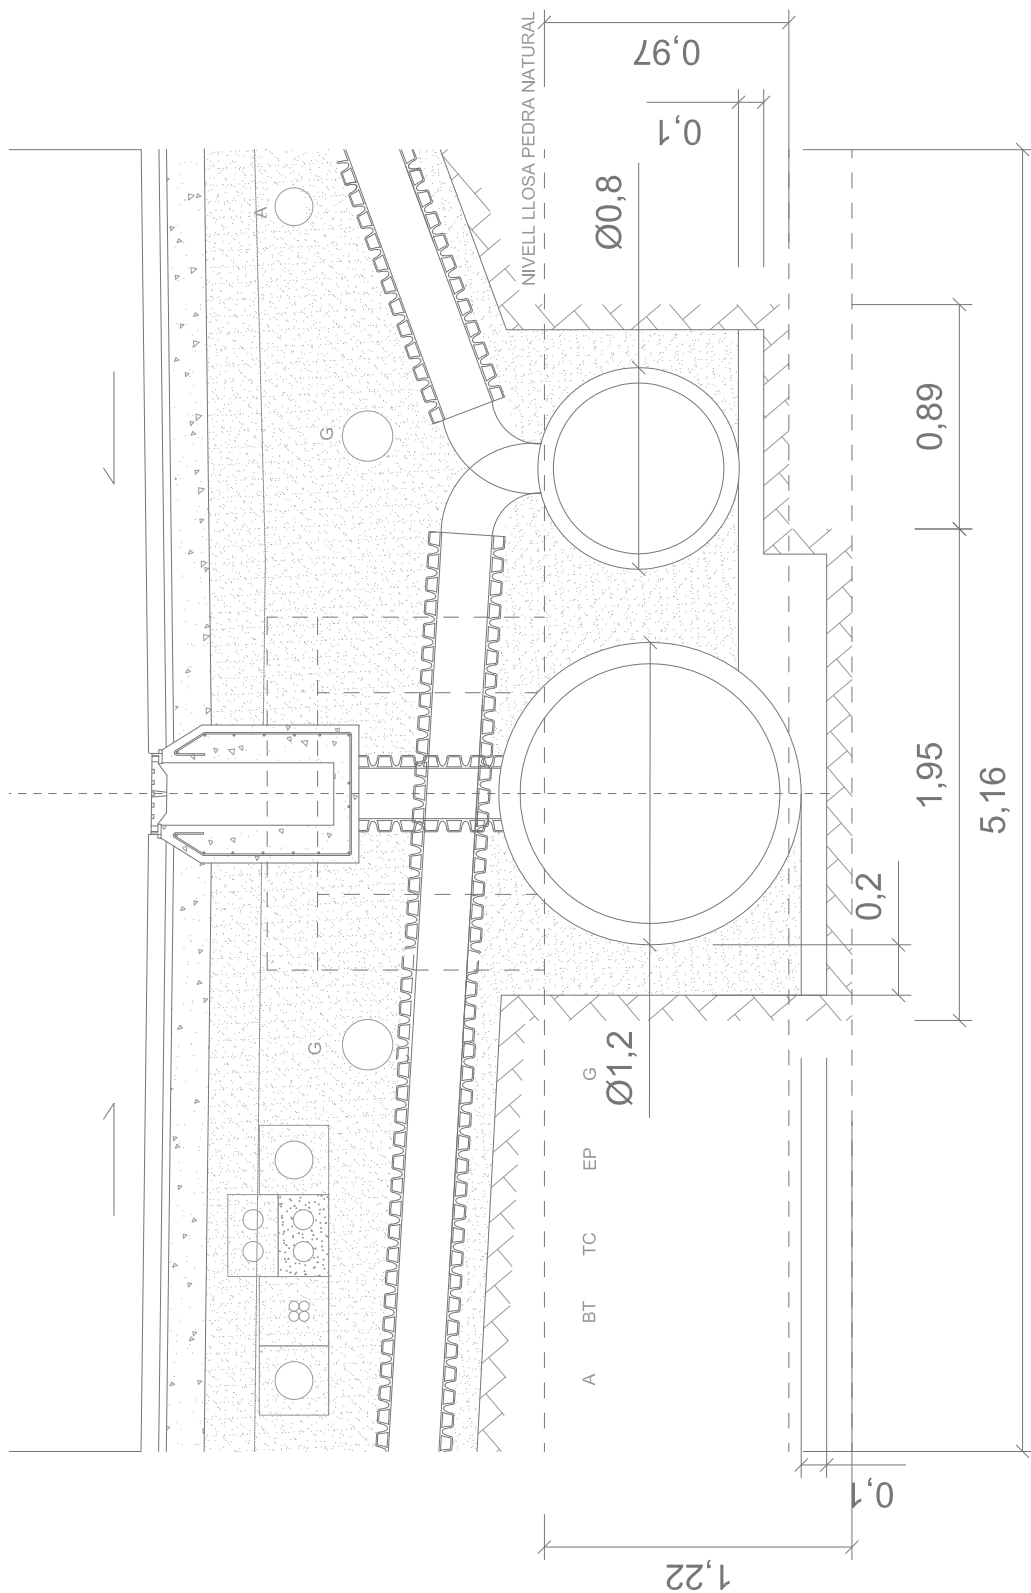 NIVELL LLOSA PEDRA NATURAL
0,97
0,1
Ø0,8
A
G
0,89
1,95
5,16
0,2
G
Ø1,2
A BT TC EP G
0,1
1,22